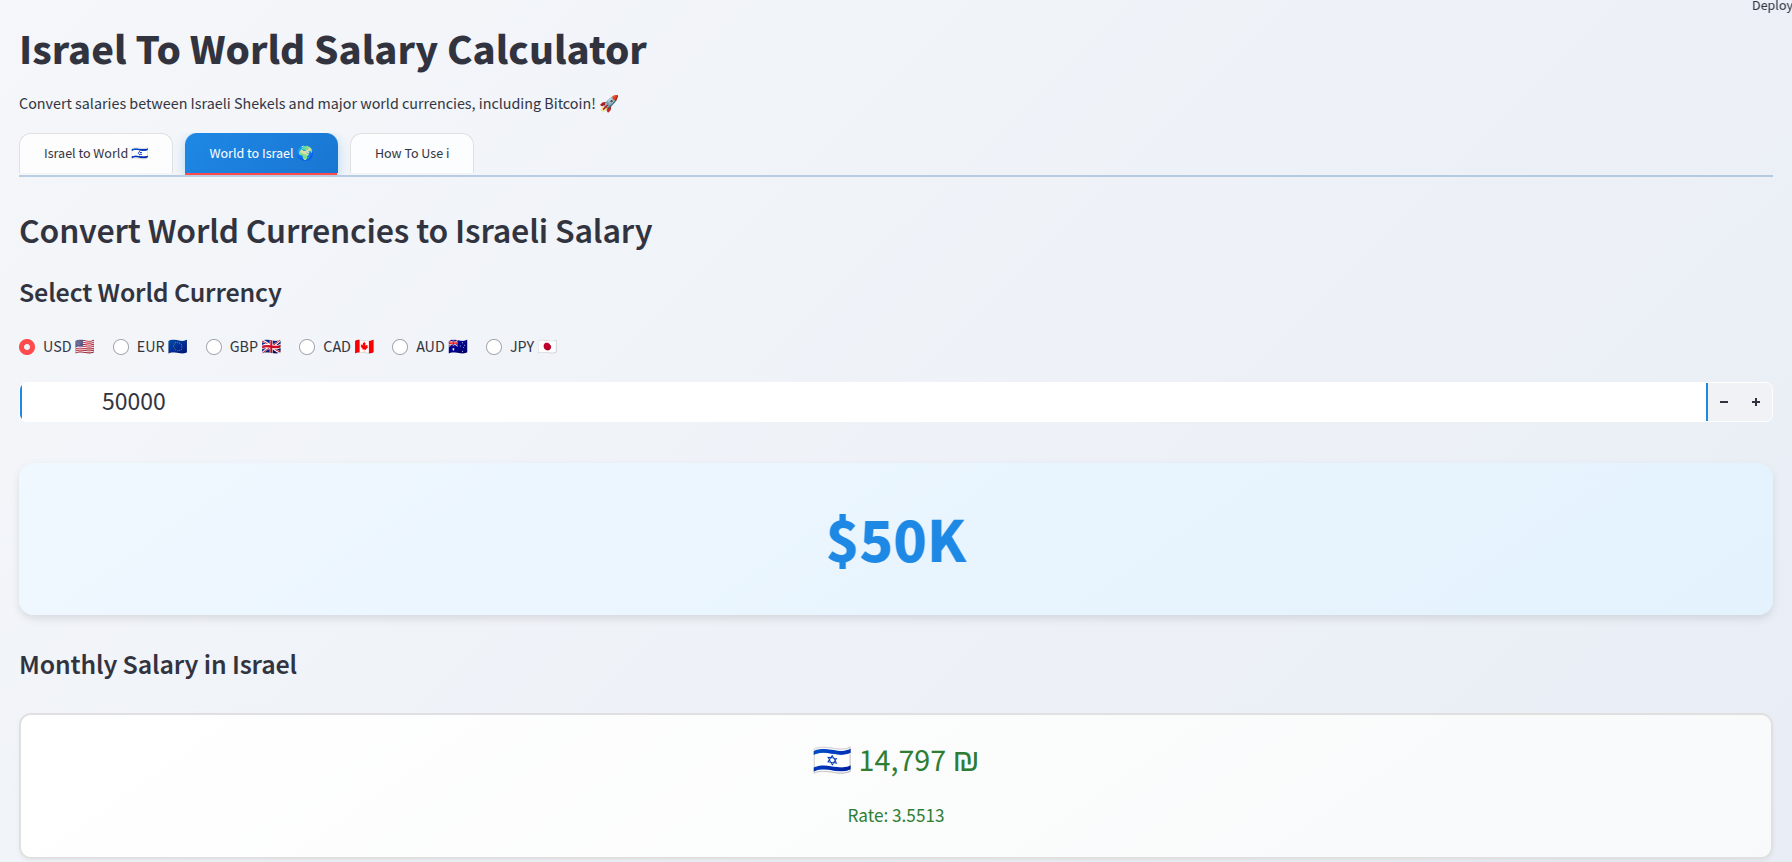 Deploy
Israel To World Salary Calculator
Convert salaries between Israeli Shekels and major world currencies, including Bitcoin! 🚀
Israel to World 🇮🇱 World to Israel 🌍 How To Use i
Convert World Currencies to Israeli Salary
Select World Currency
USD 🇺🇸 EUR 🇪🇺 GBP 🇬🇧 CAD 🇨🇦 AUD 🇦🇺 JPY 🇯🇵
50000 − +
$50K
Monthly Salary in Israel
🇮🇱 14,797 ₪
Rate: 3.5513